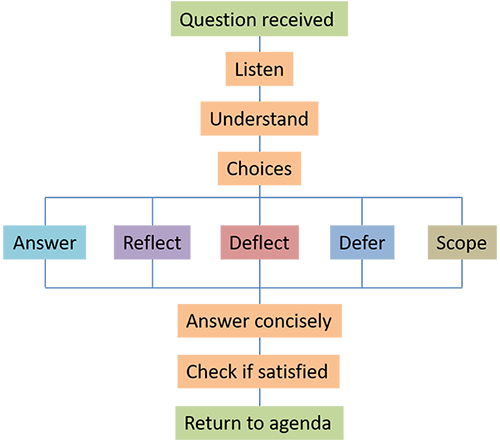 Question received
Listen
Understand
Choices
Answer
Reflect
Deflect
Defer
Scope
Answer concisely
Check if satisfied
Return to agenda